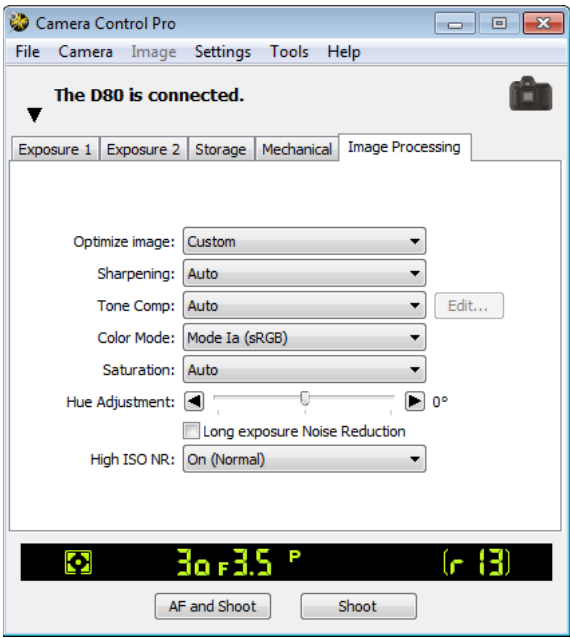 Camera Control Pro
File Camera Image Settings Tools Help
The D80 is connected.
Exposure 1 Exposure 2 Storage Mechanical Image Processing
Optimize image: Custom
Sharpening: Auto
Tone Comp: Auto Edit...
Color Mode: Mode Ia (sRGB)
Saturation: Auto
Hue Adjustment: 0°
Long exposure Noise Reduction
High ISO NR: On (Normal)
30 F3.5 P (r 13)
AF and Shoot Shoot